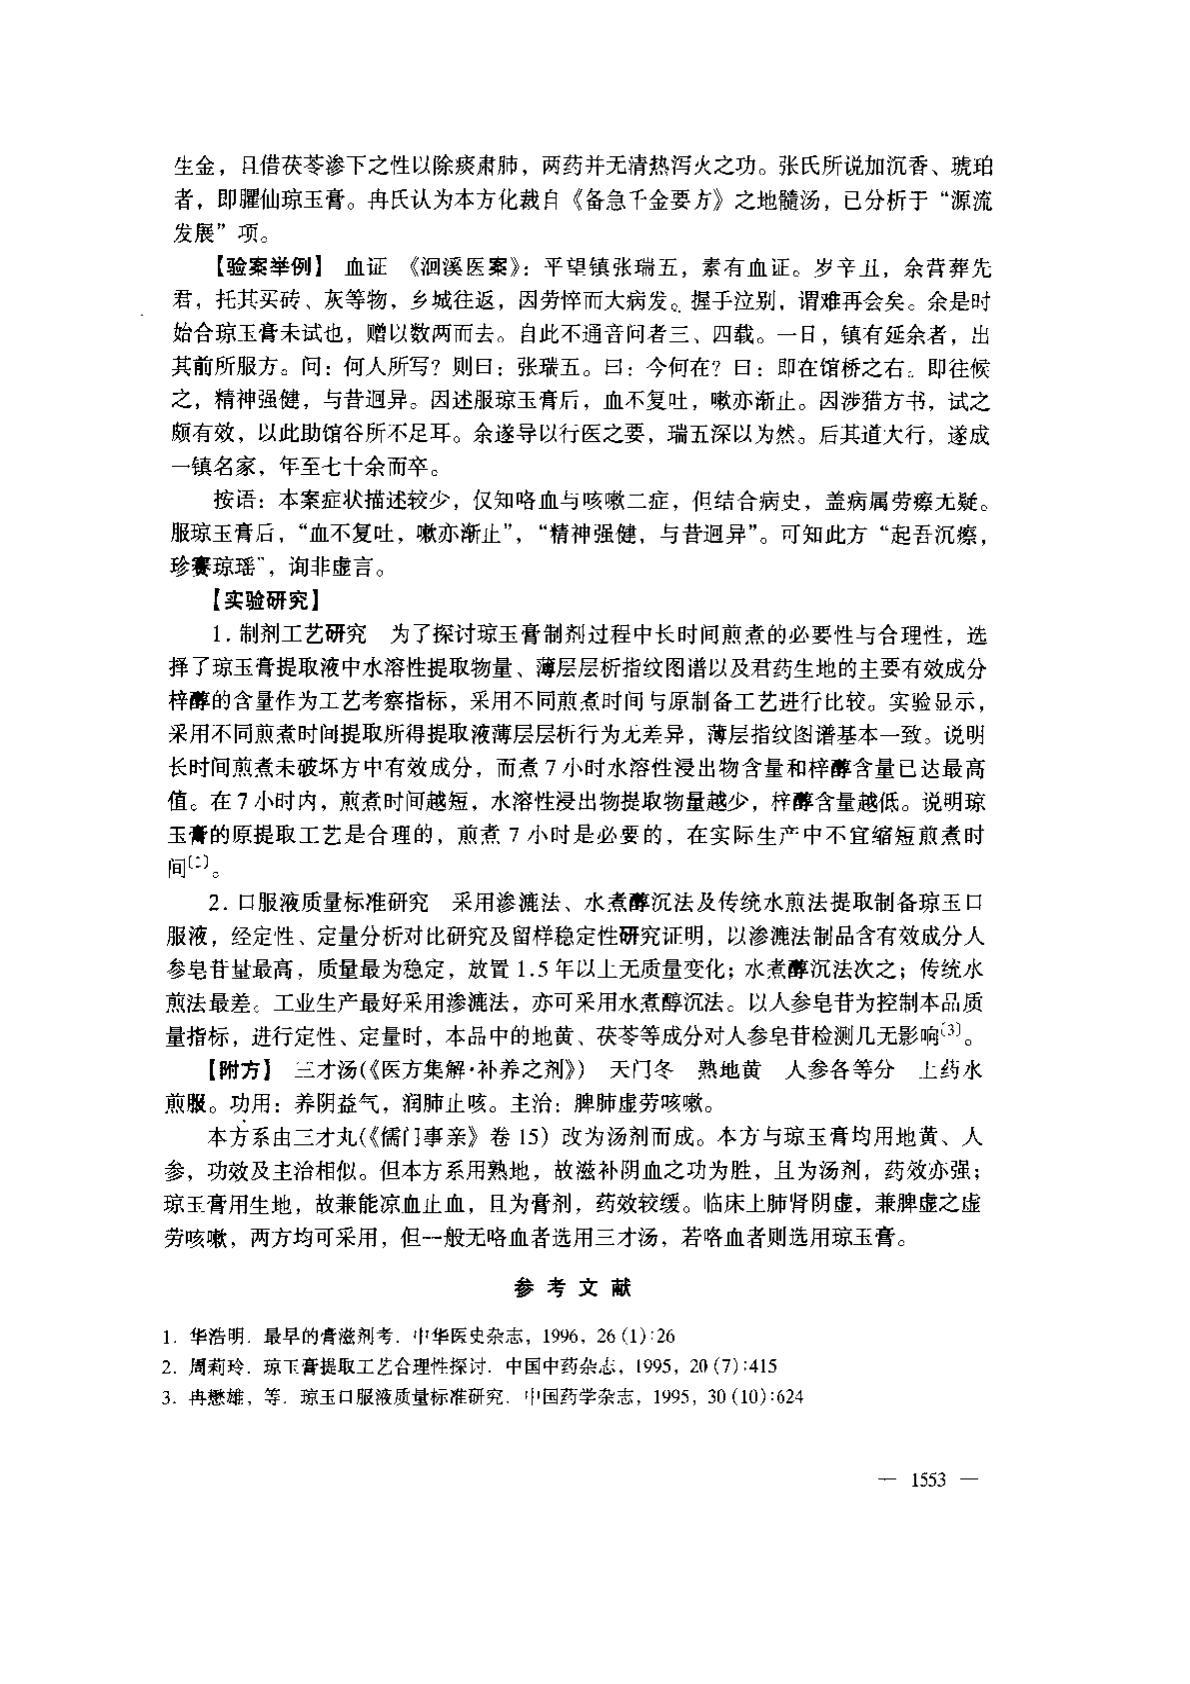 生金，且借茯苓渗下之性以除痰肃肺，两药并无清热泻火之功。张氏所说加沉香、琥珀
者，即臞仙琼玉膏。冉氏认为本方化裁自《备急千金要方》之地髓汤，已分析于“源流
发展”项。
【验案举例】 血证 《洄溪医案》：平望镇张瑞五，素有血证。岁辛丑，余营葬先
君，托其买砖、灰等物，乡城往返，因劳悴而大病发。握手泣别，谓难再会矣。余是时
始合琼玉膏未试也，赠以数两而去。自此不通音问者三、四载。一日，镇有延余者，出
其前所服方。问：何人所写？则曰：张瑞五。曰：今何在？曰：即在馆桥之右。即往候
之，精神强健，与昔迥异。因述服琼玉膏后，血不复吐，嗽亦渐止。因涉猎方书，试之
颇有效，以此助馆谷所不足耳。余遂导以行医之要，瑞五深以为然。后其道大行，遂成
一镇名家，年至七十余而卒。
按语：本案症状描述较少，仅知咯血与咳嗽二症，但结合病史，盖病属劳瘵无疑。
服琼玉膏后，“血不复吐，嗽亦渐止”，“精神强健，与昔迥异”。可知此方“起吾沉瘵，
珍赛琼瑶”，询非虚言。
【实验研究】
1. 制剂工艺研究 为了探讨琼玉膏制剂过程中长时间煎煮的必要性与合理性，选
择了琼玉膏提取液中水溶性提取物量、薄层层析指纹图谱以及君药生地的主要有效成分
梓醇的含量作为工艺考察指标，采用不同煎煮时间与原制备工艺进行比较。实验显示，
采用不同煎煮时间提取所得提取液薄层层析行为无差异，薄层指纹图谱基本一致。说明
长时间煎煮未破坏方中有效成分，而煮 7 小时水溶性浸出物含量和梓醇含量已达最高
值。在 7 小时内，煎煮时间越短，水溶性浸出物提取物量越少，梓醇含量越低。说明琼
玉膏的原提取工艺是合理的，煎煮 7 小时是必要的，在实际生产中不宜缩短煎煮时
间〔2〕。
2. 口服液质量标准研究 采用渗漉法、水煮醇沉法及传统水煎法提取制备琼玉口
服液，经定性、定量分析对比研究及留样稳定性研究证明，以渗漉法制品含有效成分人
参皂苷量最高，质量最为稳定，放置 1.5 年以上无质量变化；水煮醇沉法次之；传统水
煎法最差。工业生产最好采用渗漉法，亦可采用水煮醇沉法。以人参皂苷为控制本品质
量指标，进行定性、定量时，本品中的地黄、茯苓等成分对人参皂苷检测几无影响〔3〕。
【附方】 三才汤(《医方集解·补养之剂》) 天门冬 熟地黄 人参各等分 上药水
煎服。功用：养阴益气，润肺止咳。主治：脾肺虚劳咳嗽。
本方系由三才丸(《儒门事亲》卷 15) 改为汤剂而成。本方与琼玉膏均用地黄、人
参，功效及主治相似。但本方系用熟地，故滋补阴血之功为胜，且为汤剂，药效亦强；
琼玉膏用生地，故兼能凉血止血，且为膏剂，药效较缓。临床上肺肾阴虚，兼脾虚之虚
劳咳嗽，两方均可采用，但一般无咯血者选用三才汤，若咯血者则选用琼玉膏。
参 考 文 献
1. 华浩明. 最早的膏滋剂考. 中华医史杂志，1996，26 (1):26
2. 周莉玲. 琼玉膏提取工艺合理性探讨. 中国中药杂志，1995，20 (7):415
3. 冉懋雄，等. 琼玉口服液质量标准研究. 中国药学杂志，1995，30 (10):624
— 1553 —